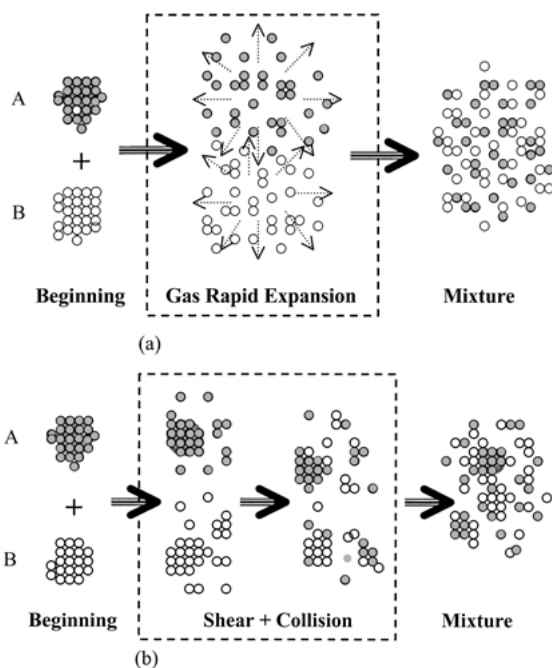 A
+
B
Beginning
Gas Rapid Expansion
Mixture
(a)
A
+
B
Beginning
Shear + Collision
Mixture
(b)